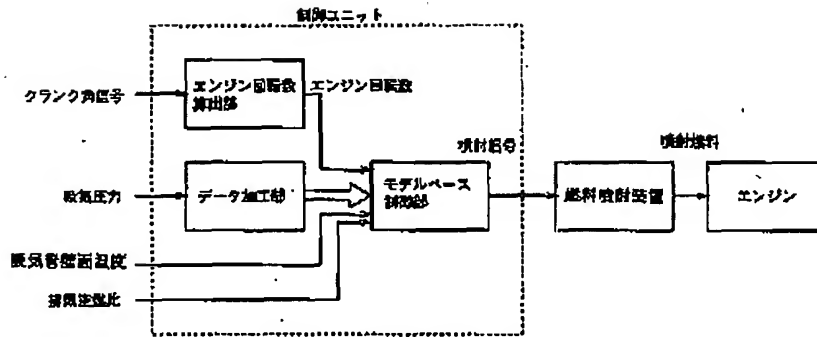 制御ユニット
クランク角信号
エンジン回転数
算出部
エンジン回転数
吸気圧力
データ加工部
モデルベース
制御部
噴射信号
燃料噴射装置
噴射燃料
エンジン
吸気管壁面温度
排気空燃比